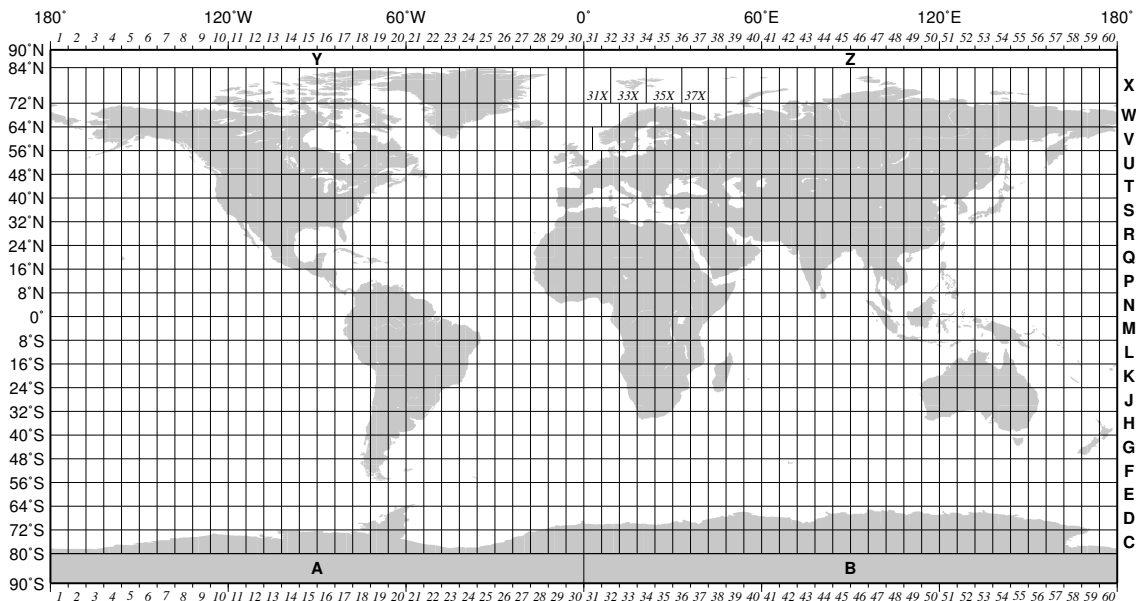 120°W 60°W 0° 60°E 120°E 180°
1 2 3 4 5 6 7 8 9 10 11 12 13 14 15 16 17 18 19 20 21 22 23 24 25 26 27 28 29 30 31 32 33 34 35 36 37 38 39 40 41 42 43 44 45 46 47 48 49 50 51 52 53 54 55 56 57 58 59 60
90°N
Y Z
84°N
X
31X 33X 35X 37X
72°N
W
64°N
V
56°N
U
48°N
T
40°N
S
32°N
R
24°N
Q
16°N
P
8°N
N
0°
M
8°S
L
16°S
K
24°S
J
32°S
H
40°S
G
48°S
F
56°S
E
64°S
D
72°S
C
80°S
A B
90°S
1 2 3 4 5 6 7 8 9 10 11 12 13 14 15 16 17 18 19 20 21 22 23 24 25 26 27 28 29 30 31 32 33 34 35 36 37 38 39 40 41 42 43 44 45 46 47 48 49 50 51 52 53 54 55 56 57 58 59 60
180° 120°W 60°W 0° 60°E 120°E 180°